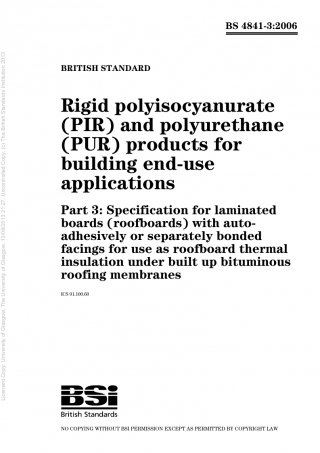 BS 4841-3:2006
BRITISH STANDARD
Rigid polyisocyanurate
(PIR) and polyurethane
(PUR) products for
building end-use
applications
Part 3: Specification for laminated
boards (roofboards) with auto-
adhesively or separately bonded
facings for use as roofboard thermal
insulation under built up bituminous
roofing membranes
ICS 91.100.60
BSi
British Standards
NO COPYING WITHOUT BSI PERMISSION EXCEPT AS PERMITTED BY COPYRIGHT LAW
Licensed Copy: University of Glasgow, The University of Glasgow, 13/09/2013 21:27, Uncontrolled Copy, (c) The British Standards Institution 2013